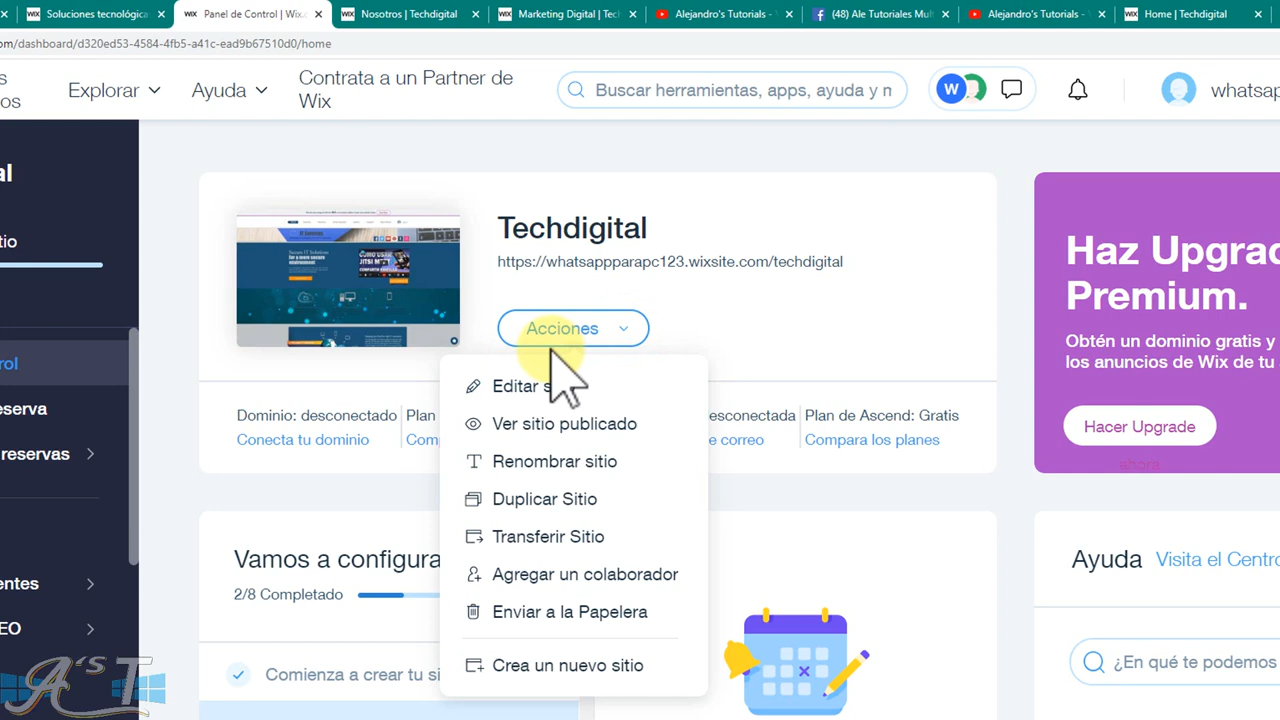 Soluciones tecnológicas
Panel de Control | Wix.c
Nosotros | Techdigital
Marketing Digital | Tec
Alejandro's Tutorials -
(48) Ale Tutoriales Mul
Alejandro's Tutorials -
Home | Techdigital
om/dashboard/d320ed53-4584-4fb5-a41c-ead9b67510d0/home
s
os
Explorar
Ayuda
Contrata a un Partner de
Wix
Buscar herramientas, apps, ayuda y m
W
whatsap
al
tio
rol
eserva
reservas
entes
EO
Techdigital
https://whatsappparapc123.wixsite.com/techdigital
Acciones
Editar s
Ver sitio publicado
Renombrar sitio
Duplicar Sitio
Transferir Sitio
Agregar un colaborador
Enviar a la Papelera
Crea un nuevo sitio
Dominio: desconectado
Conecta tu dominio
Plan
Com
esconectada
e correo
Plan de Ascend: Gratis
Compara los planes
Haz Upgrad
Premium.
Obtén un dominio gratis y
los anuncios de Wix de tu s
Hacer Upgrade
ahora
Vamos a configura
2/8 Completado
Comienza a crear tu si
Ayuda
Visita el Centro
¿En qué te podemos
A'sT